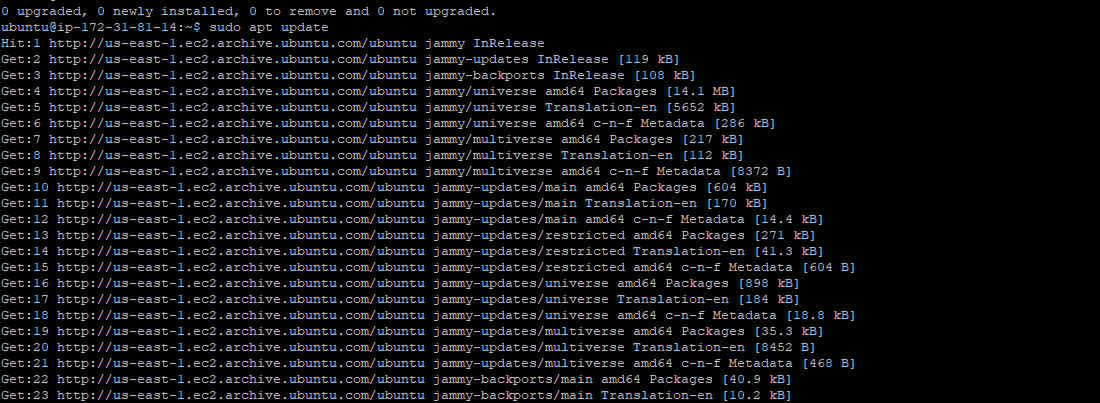 0 upgraded, 0 newly installed, 0 to remove and 0 not upgraded.
ubuntu@ip-172-31-81-14:~$ sudo apt update
Hit:1 http://us-east-1.ec2.archive.ubuntu.com/ubuntu jammy InRelease
Get:2 http://us-east-1.ec2.archive.ubuntu.com/ubuntu jammy-updates InRelease [119 kB]
Get:3 http://us-east-1.ec2.archive.ubuntu.com/ubuntu jammy-backports InRelease [108 kB]
Get:4 http://us-east-1.ec2.archive.ubuntu.com/ubuntu jammy/universe amd64 Packages [14.1 MB]
Get:5 http://us-east-1.ec2.archive.ubuntu.com/ubuntu jammy/universe Translation-en [5652 kB]
Get:6 http://us-east-1.ec2.archive.ubuntu.com/ubuntu jammy/universe amd64 c-n-f Metadata [286 kB]
Get:7 http://us-east-1.ec2.archive.ubuntu.com/ubuntu jammy/multiverse amd64 Packages [217 kB]
Get:8 http://us-east-1.ec2.archive.ubuntu.com/ubuntu jammy/multiverse Translation-en [112 kB]
Get:9 http://us-east-1.ec2.archive.ubuntu.com/ubuntu jammy/multiverse amd64 c-n-f Metadata [8372 B]
Get:10 http://us-east-1.ec2.archive.ubuntu.com/ubuntu jammy-updates/main amd64 Packages [604 kB]
Get:11 http://us-east-1.ec2.archive.ubuntu.com/ubuntu jammy-updates/main Translation-en [170 kB]
Get:12 http://us-east-1.ec2.archive.ubuntu.com/ubuntu jammy-updates/main amd64 c-n-f Metadata [14.4 kB]
Get:13 http://us-east-1.ec2.archive.ubuntu.com/ubuntu jammy-updates/restricted amd64 Packages [271 kB]
Get:14 http://us-east-1.ec2.archive.ubuntu.com/ubuntu jammy-updates/restricted Translation-en [41.3 kB]
Get:15 http://us-east-1.ec2.archive.ubuntu.com/ubuntu jammy-updates/restricted amd64 c-n-f Metadata [604 B]
Get:16 http://us-east-1.ec2.archive.ubuntu.com/ubuntu jammy-updates/universe amd64 Packages [898 kB]
Get:17 http://us-east-1.ec2.archive.ubuntu.com/ubuntu jammy-updates/universe Translation-en [184 kB]
Get:18 http://us-east-1.ec2.archive.ubuntu.com/ubuntu jammy-updates/universe amd64 c-n-f Metadata [18.8 kB]
Get:19 http://us-east-1.ec2.archive.ubuntu.com/ubuntu jammy-updates/multiverse amd64 Packages [35.3 kB]
Get:20 http://us-east-1.ec2.archive.ubuntu.com/ubuntu jammy-updates/multiverse Translation-en [8452 B]
Get:21 http://us-east-1.ec2.archive.ubuntu.com/ubuntu jammy-updates/multiverse amd64 c-n-f Metadata [468 B]
Get:22 http://us-east-1.ec2.archive.ubuntu.com/ubuntu jammy-backports/main amd64 Packages [40.9 kB]
Get:23 http://us-east-1.ec2.archive.ubuntu.com/ubuntu jammy-backports/main Translation-en [10.2 kB]